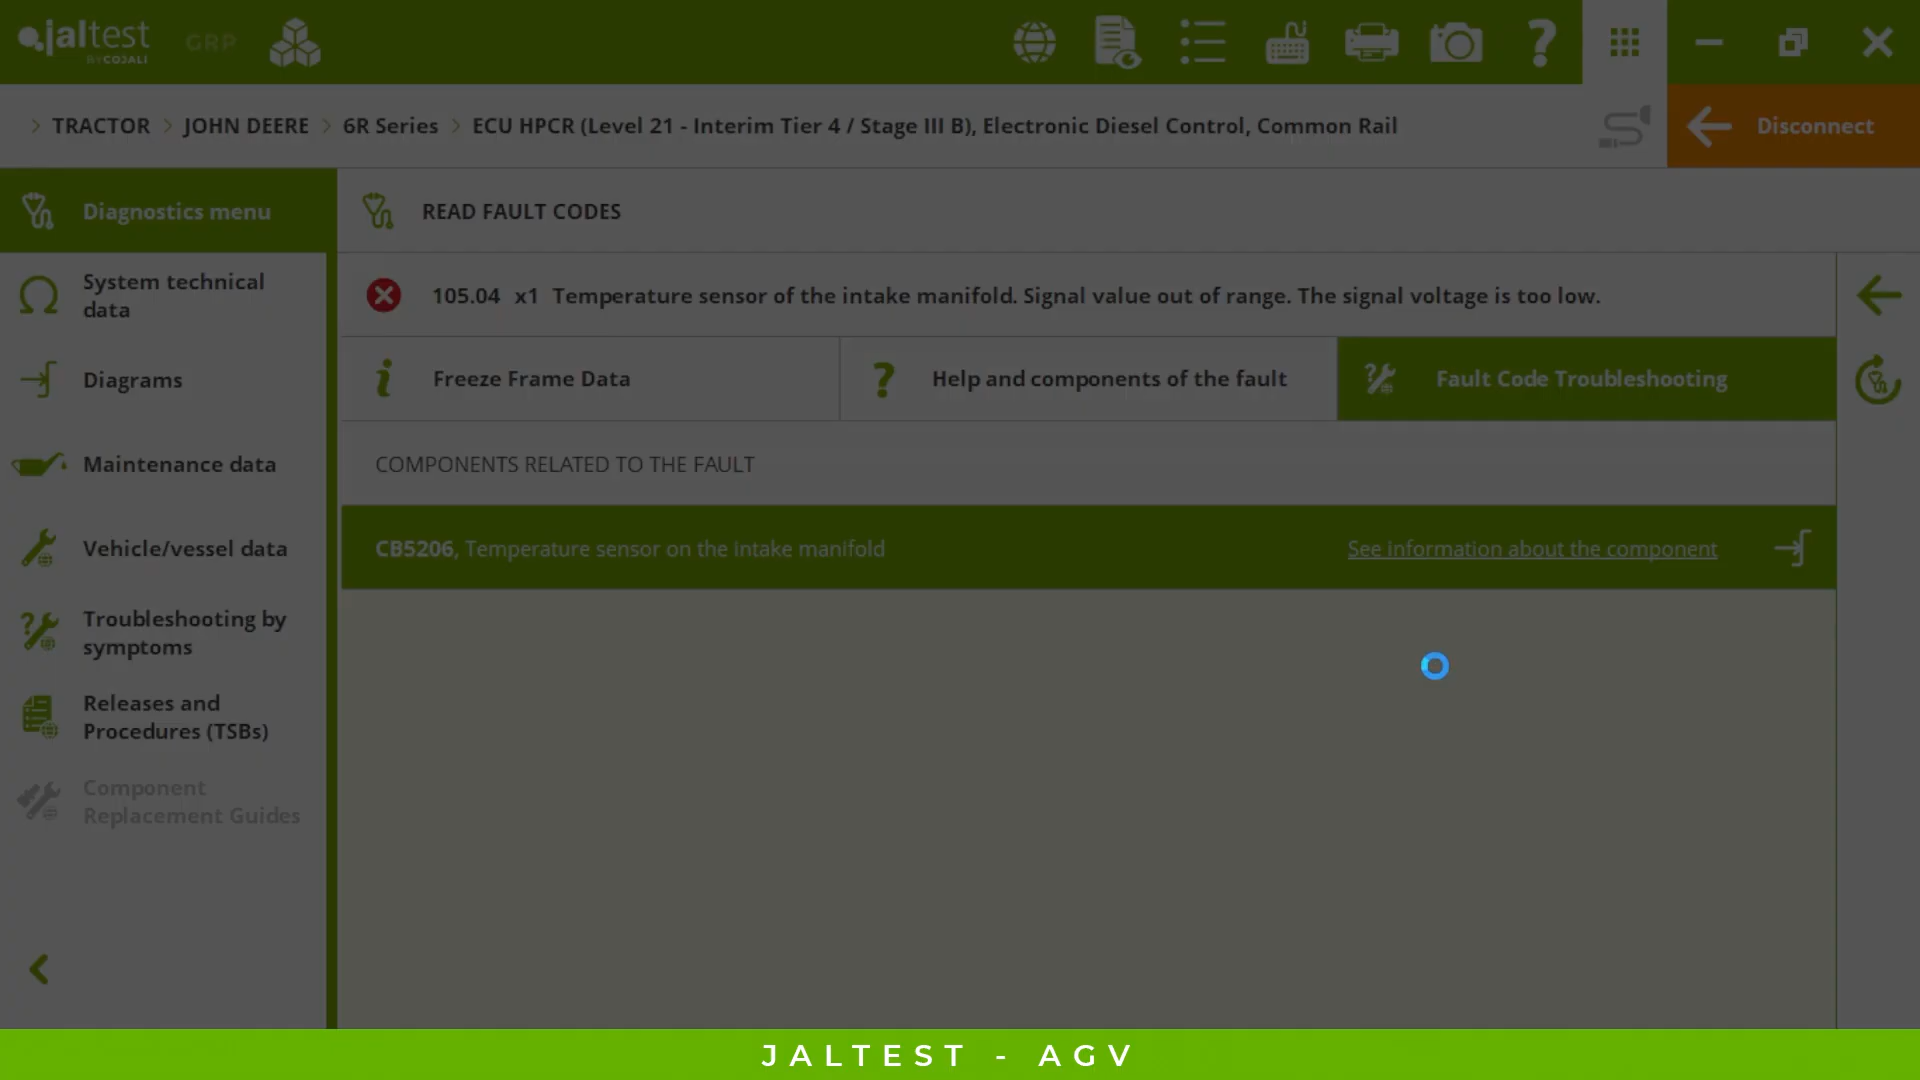 jaltest
BY COJALI
GRP
> TRACTOR > JOHN DEERE > 6R Series > ECU HPCR (Level 21 - Interim Tier 4 / Stage III B), Electronic Diesel Control, Common Rail
Disconnect
Diagnostics menu
System technical
data
Diagrams
Maintenance data
Vehicle/vessel data
Troubleshooting by
symptoms
Releases and
Procedures (TSBs)
Component
Replacement Guides
READ FAULT CODES
105.04 x1 Temperature sensor of the intake manifold. Signal value out of range. The signal voltage is too low.
Freeze Frame Data
Help and components of the fault
Fault Code Troubleshooting
COMPONENTS RELATED TO THE FAULT
CB5206, Temperature sensor on the intake manifold
See information about the component
JALTEST - AGV